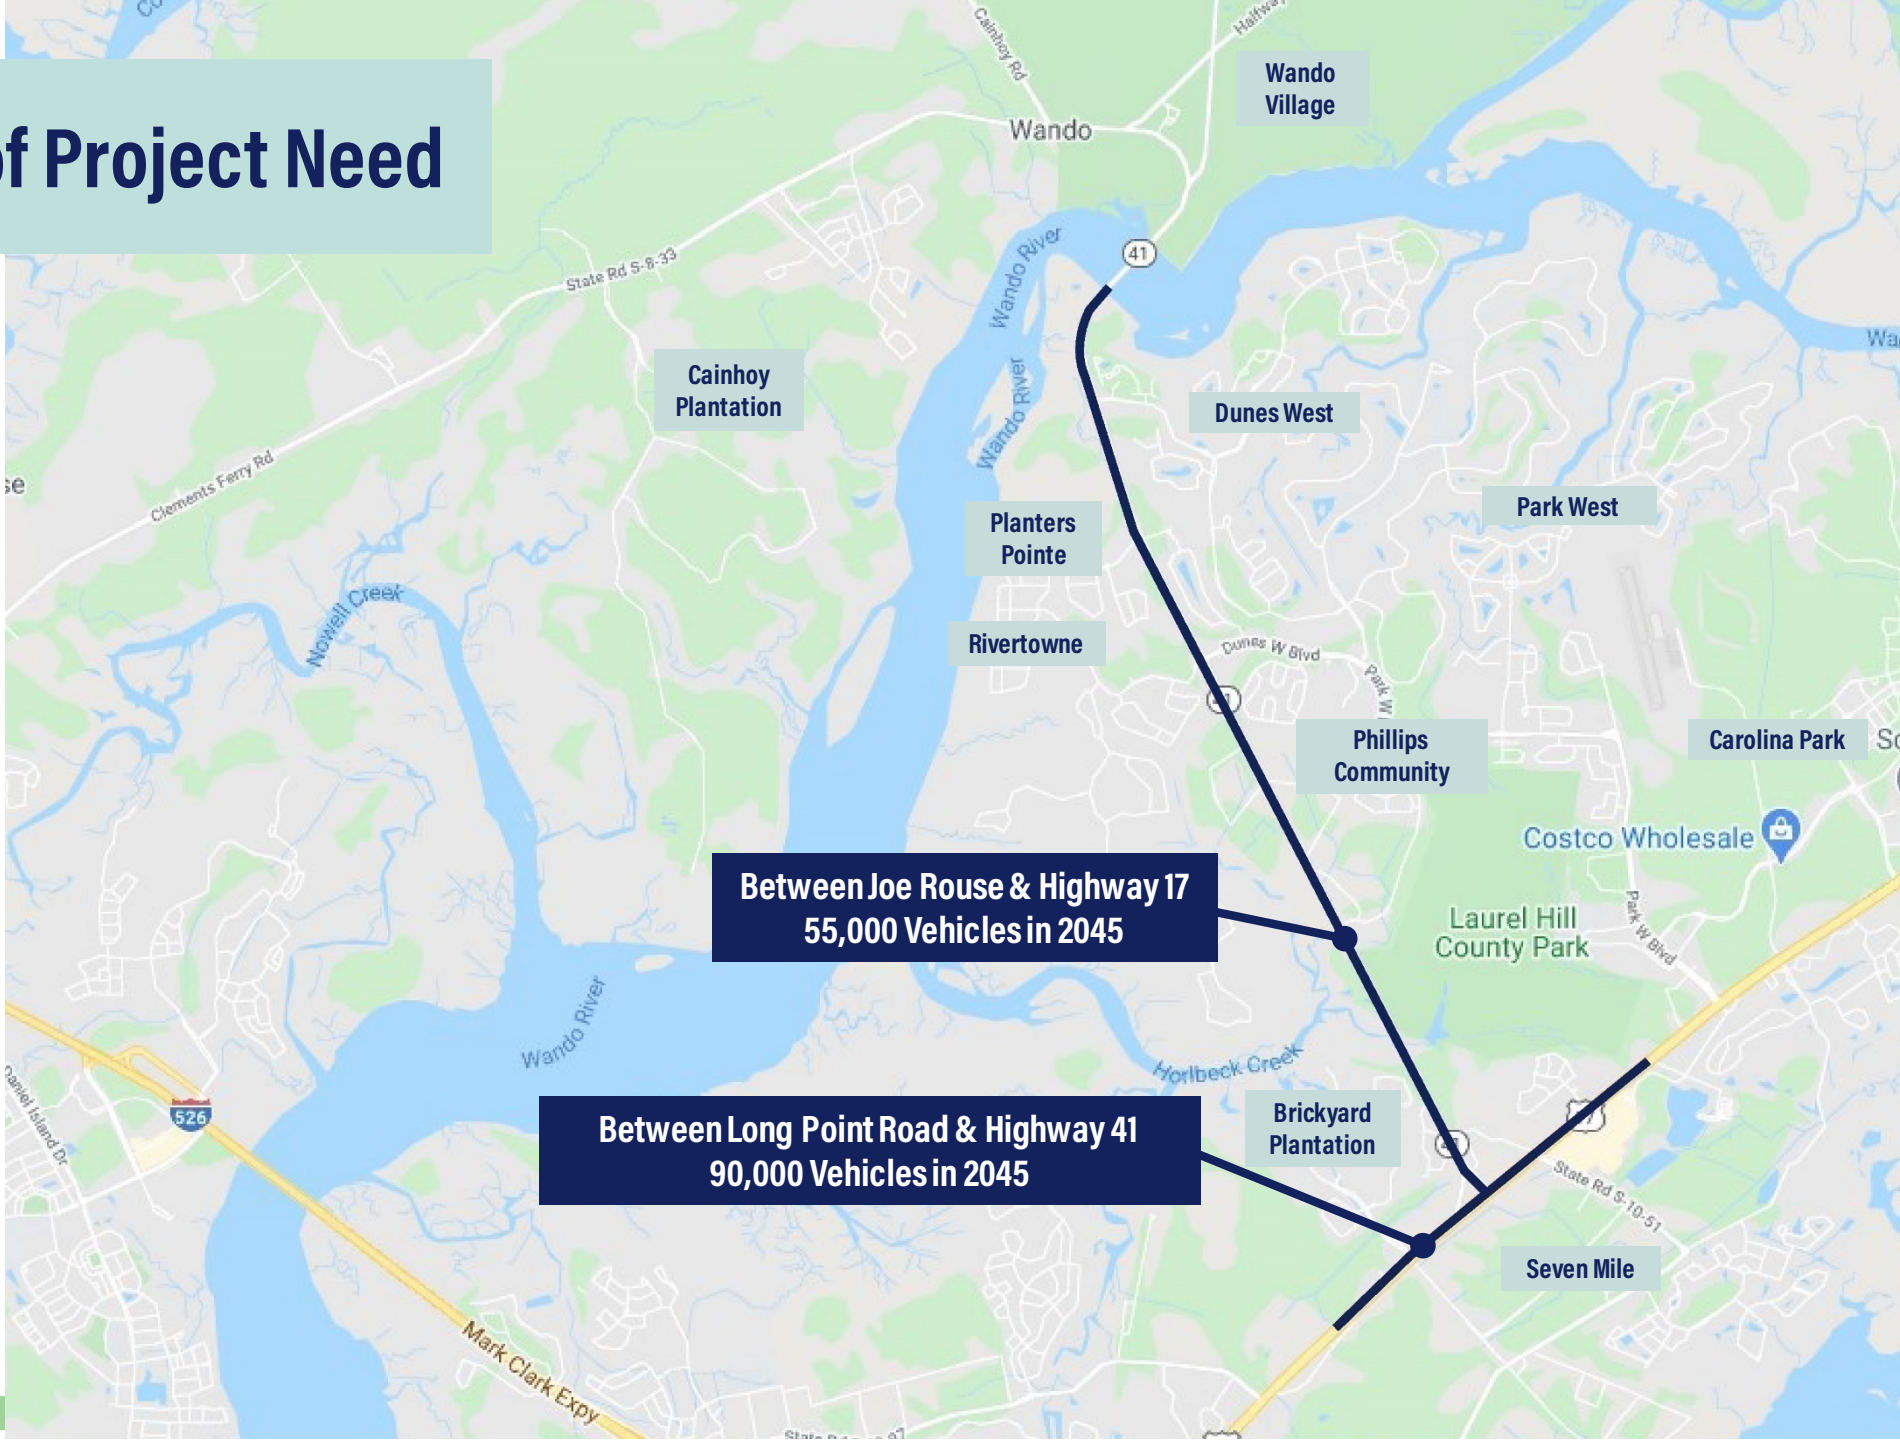 of Project Need
Cainhoy Rd
Halfway
Wando
Village
Wando
41
Wando River
State Rd S-8-33
Cainhoy
Plantation
Wando River
Dunes West
Clements Ferry Rd
Park West
Planters
Pointe
Nowell Creek
Rivertowne
Dunes W Blvd
Park W
Phillips
Community
Carolina Park
Costco Wholesale
Between Joe Rouse & Highway 17
55,000 Vehicles in 2045
Laurel Hill
County Park
Park W Blvd
Wando River
Horlbeck Creek
Daniel Island Dr
526
Between Long Point Road & Highway 41
90,000 Vehicles in 2045
Brickyard
Plantation
State Rd S-10-51
Seven Mile
Mark Clark Expy